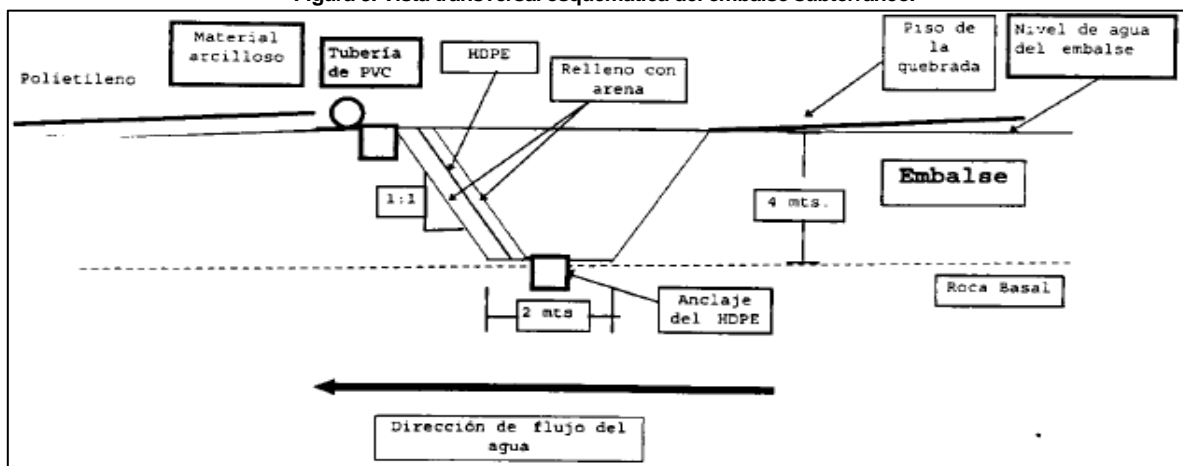 Figura 3. Vista transversal esquemática del embalse subterráneo.
Material
arcilloso
Tubería
de PVC
HDPE
Piso de
la
quebrada
Nivel de agua
del embalse
Polietileno
Relleno con
arena
Embalse
1:1
4 mts.
Roca Basal
Anclaje
del HDPE
2 mts
Dirección de flujo del
agua